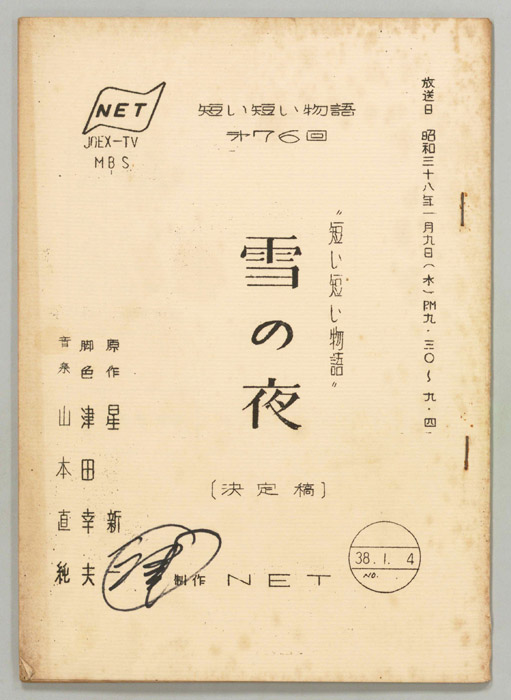 NET
JOEX-TV
MBS
短い短い物語
才76回
放送日 昭和三十八年一月九日(水)PM九・三〇〜九・四
"短い短い物語"
雪の夜
原作 星 新一
脚色 津田幸夫
音楽 山本直純
[決定稿]
制作 NET
38.1.4
NO.